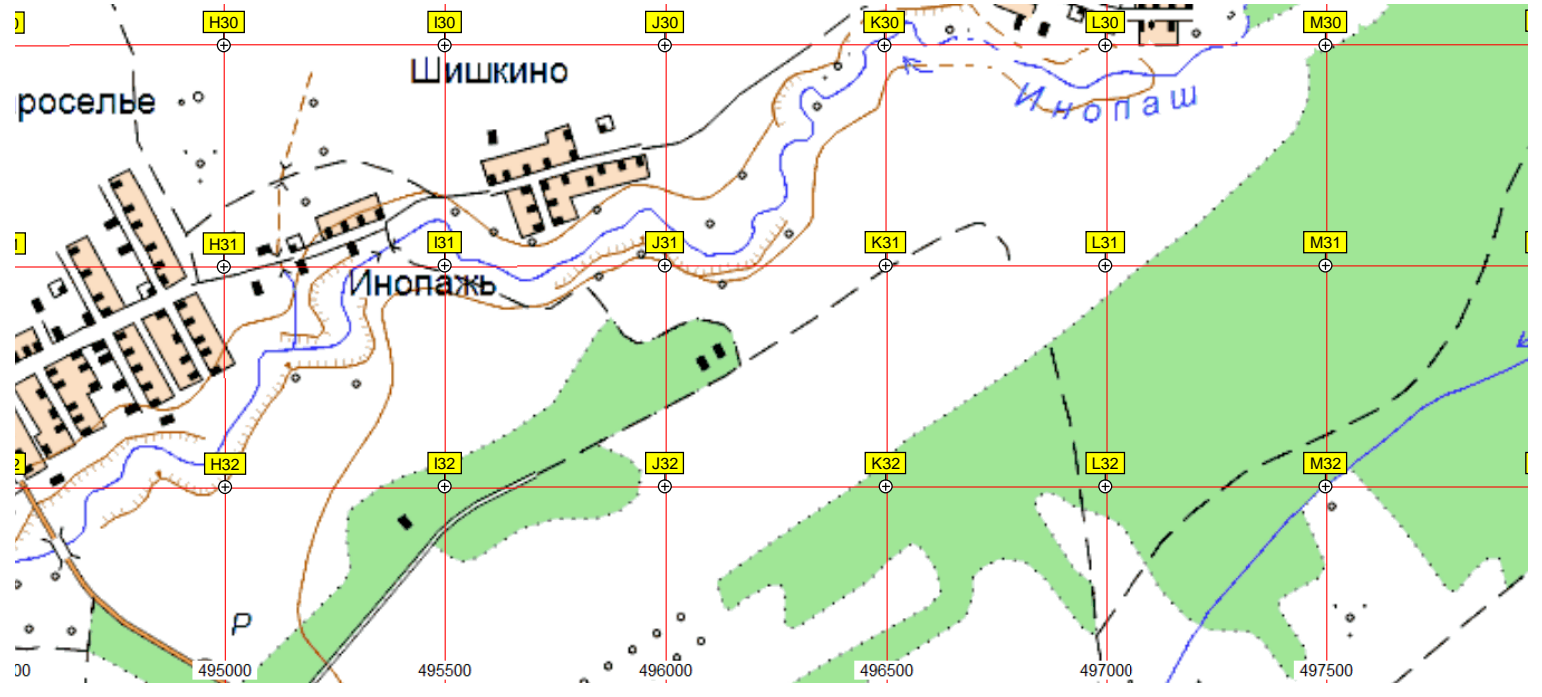 H30 I30 J30 K30 L30 M30
Шишкино
роселье
Инопаш
H31 I31 J31 K31 L31 M31
Инопажь
H32 I32 J32 K32 L32 M32
Р
00 495000 495500 496000 496500 497000 497500